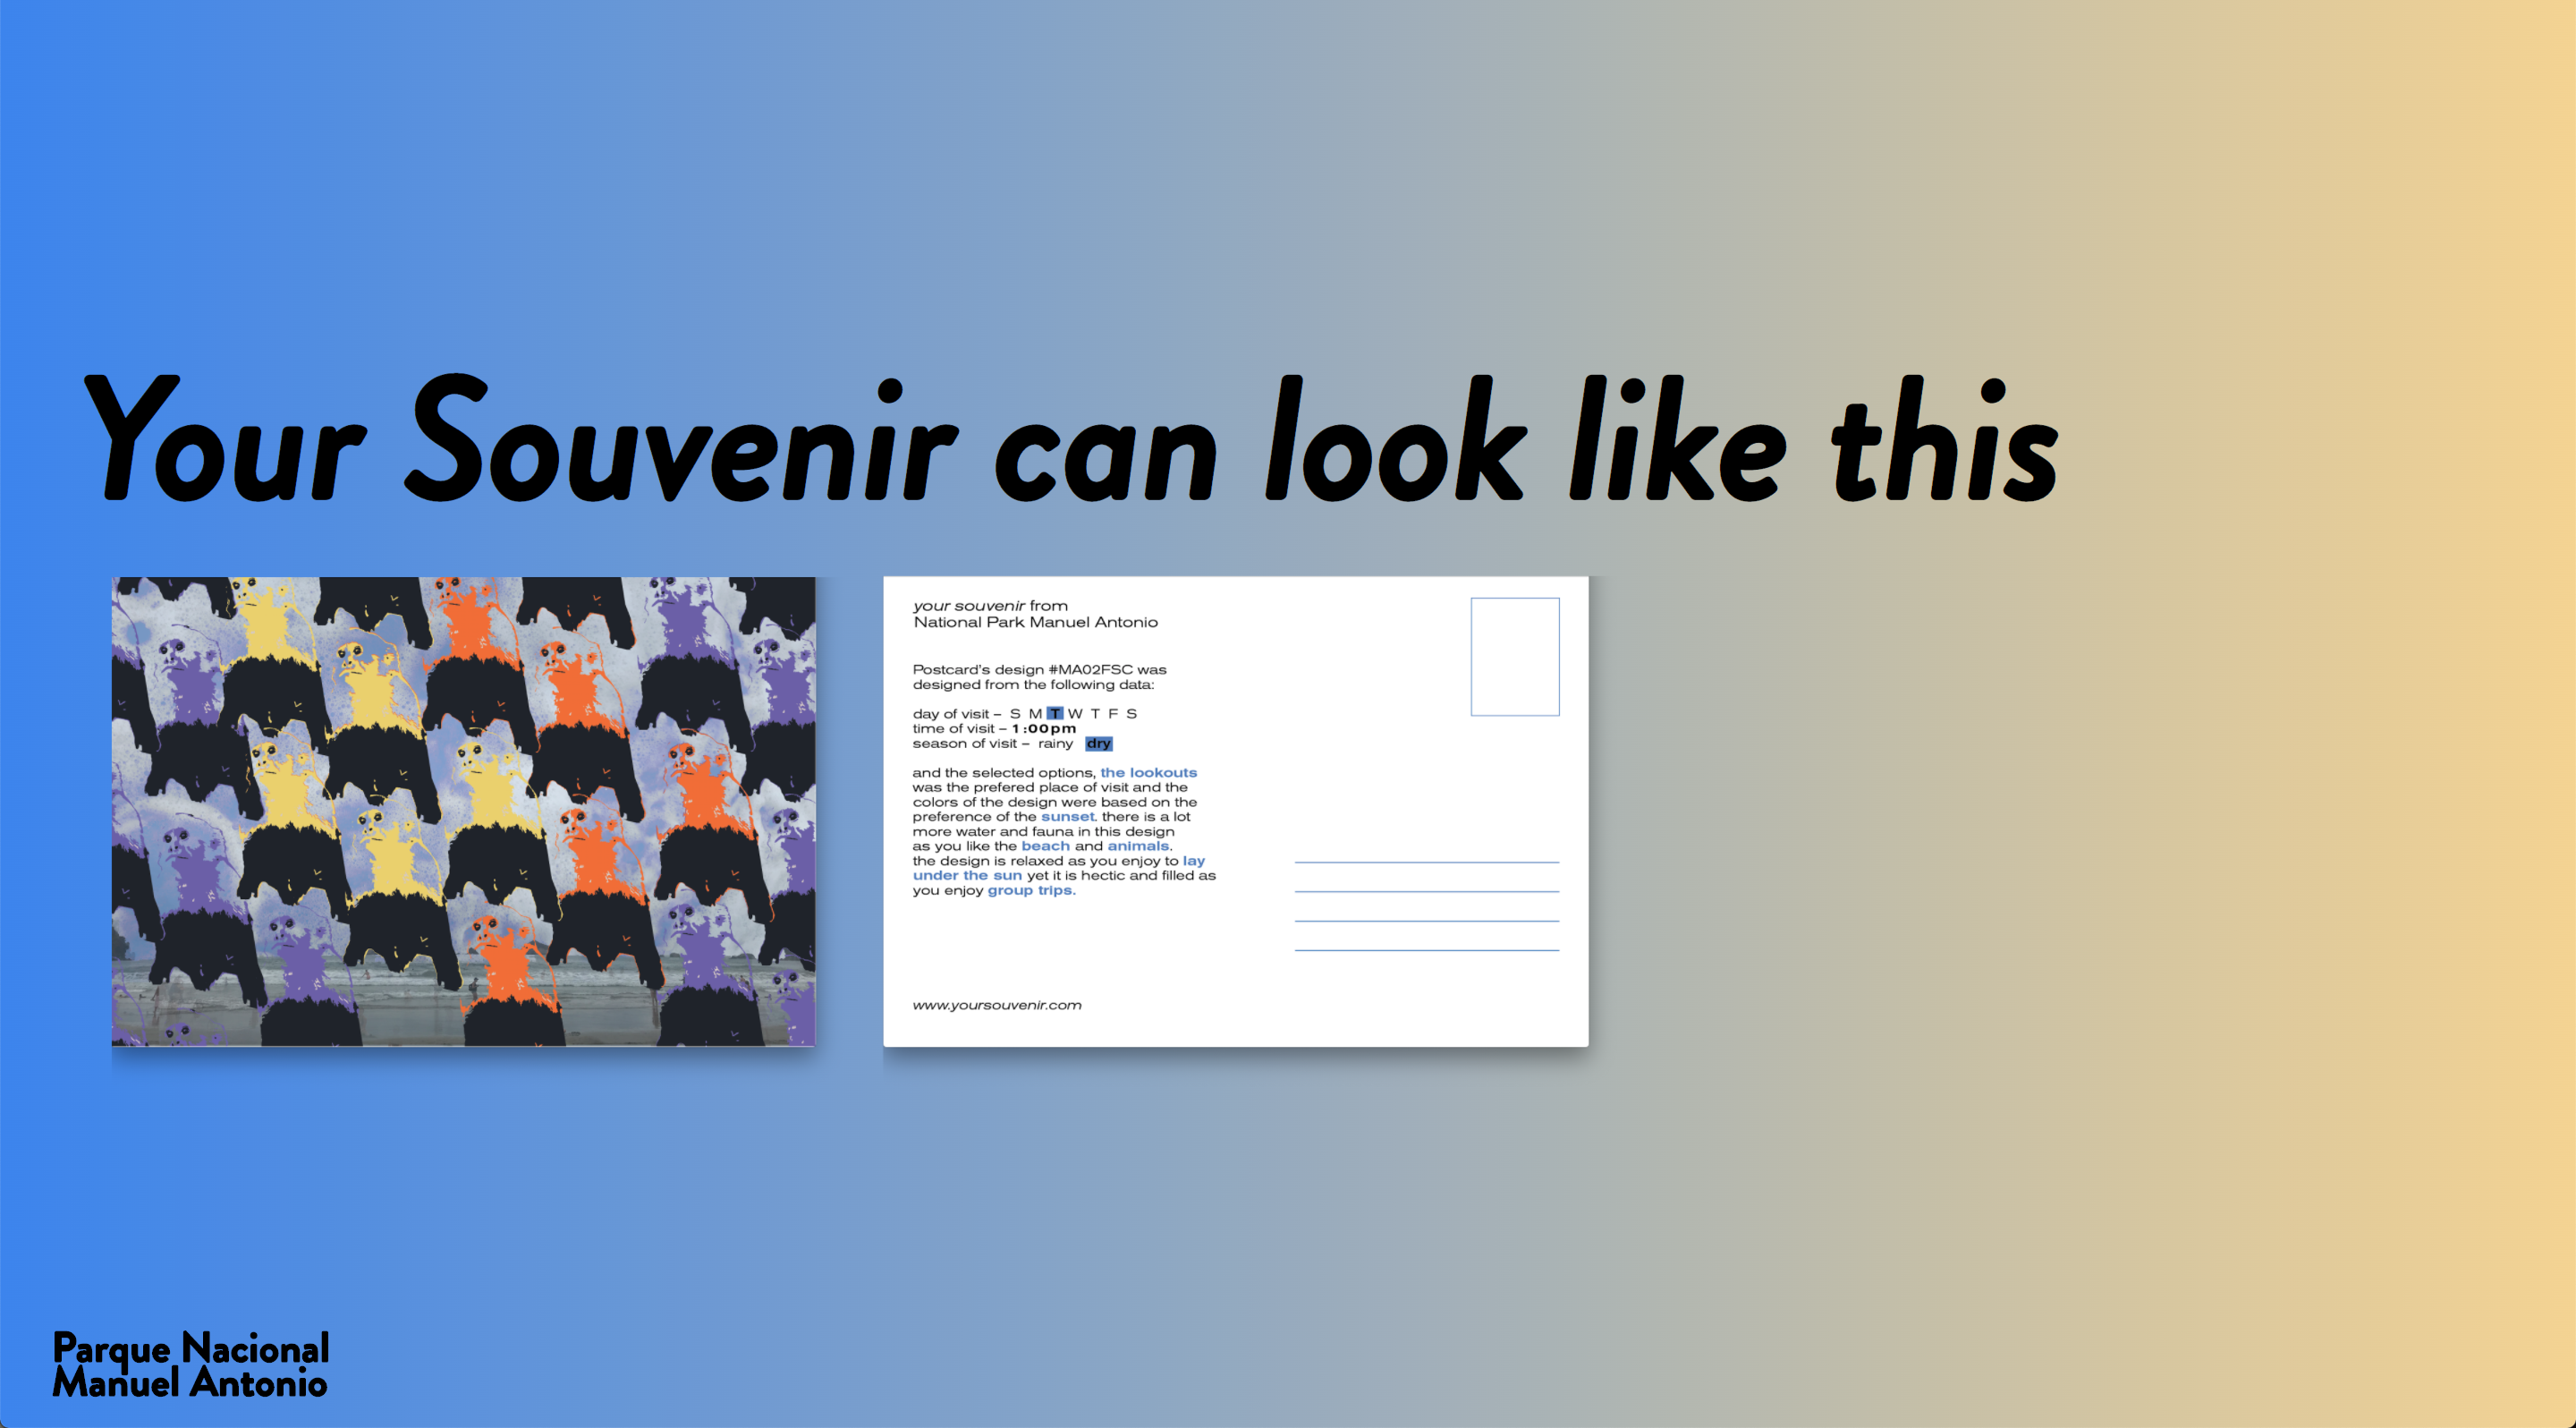 Your Souvenir can look like this
your souvenir from
National Park Manuel Antonio
Postcard's design #MA02FSC was
designed from the following data:
day of visit – S M T W T F S
time of visit – 1:00pm
season of visit – rainy dry
and the selected options, the lookouts
was the prefered place of visit and the
colors of the design were based on the
preference of the sunset. there is a lot
more water and fauna in this design
as you like the beach and animals.
the design is relaxed as you enjoy to lay
under the sun yet it is hectic and filled as
you enjoy group trips.
www.yoursouvenir.com
Parque Nacional
Manuel Antonio